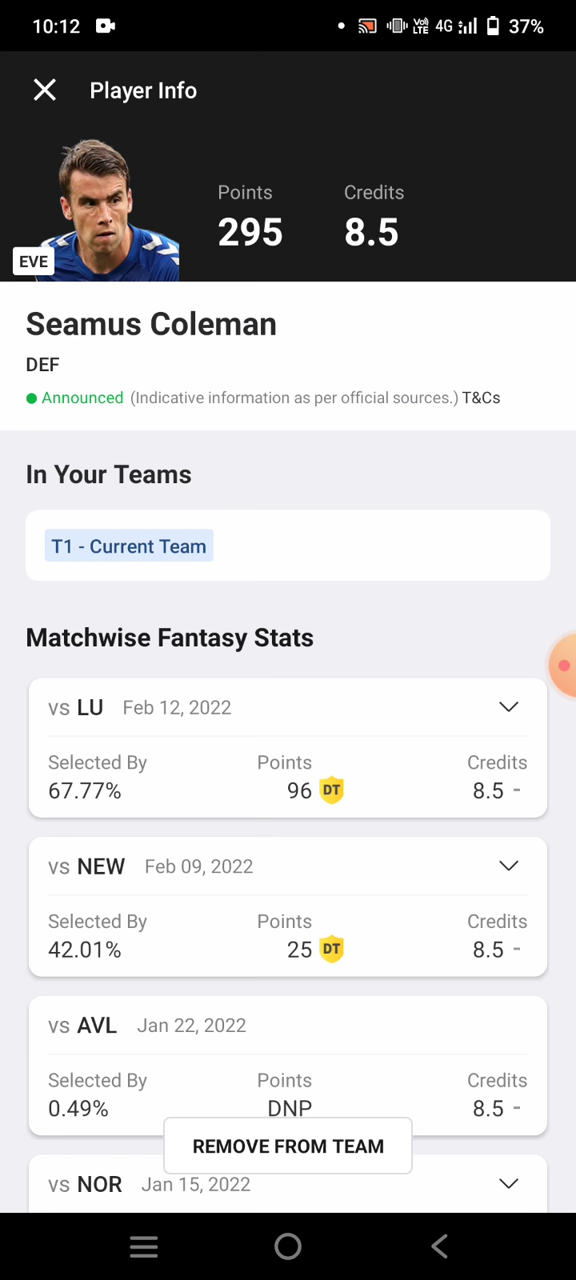 10:12 Vo) LTE 4G 37%
Player Info
Points Credits
295 8.5
EVE
Seamus Coleman
DEF
Announced (Indicative information as per official sources.) T&Cs
In Your Teams
T1 - Current Team
Matchwise Fantasy Stats
vs LU Feb 12, 2022
Selected By Points Credits
67.77% 96 DT 8.5 -
vs NEW Feb 09, 2022
Selected By Points Credits
42.01% 25 DT 8.5 -
vs AVL Jan 22, 2022
Selected By Points Credits
0.49% DNP 8.5 -
REMOVE FROM TEAM
vs NOR Jan 15, 2022